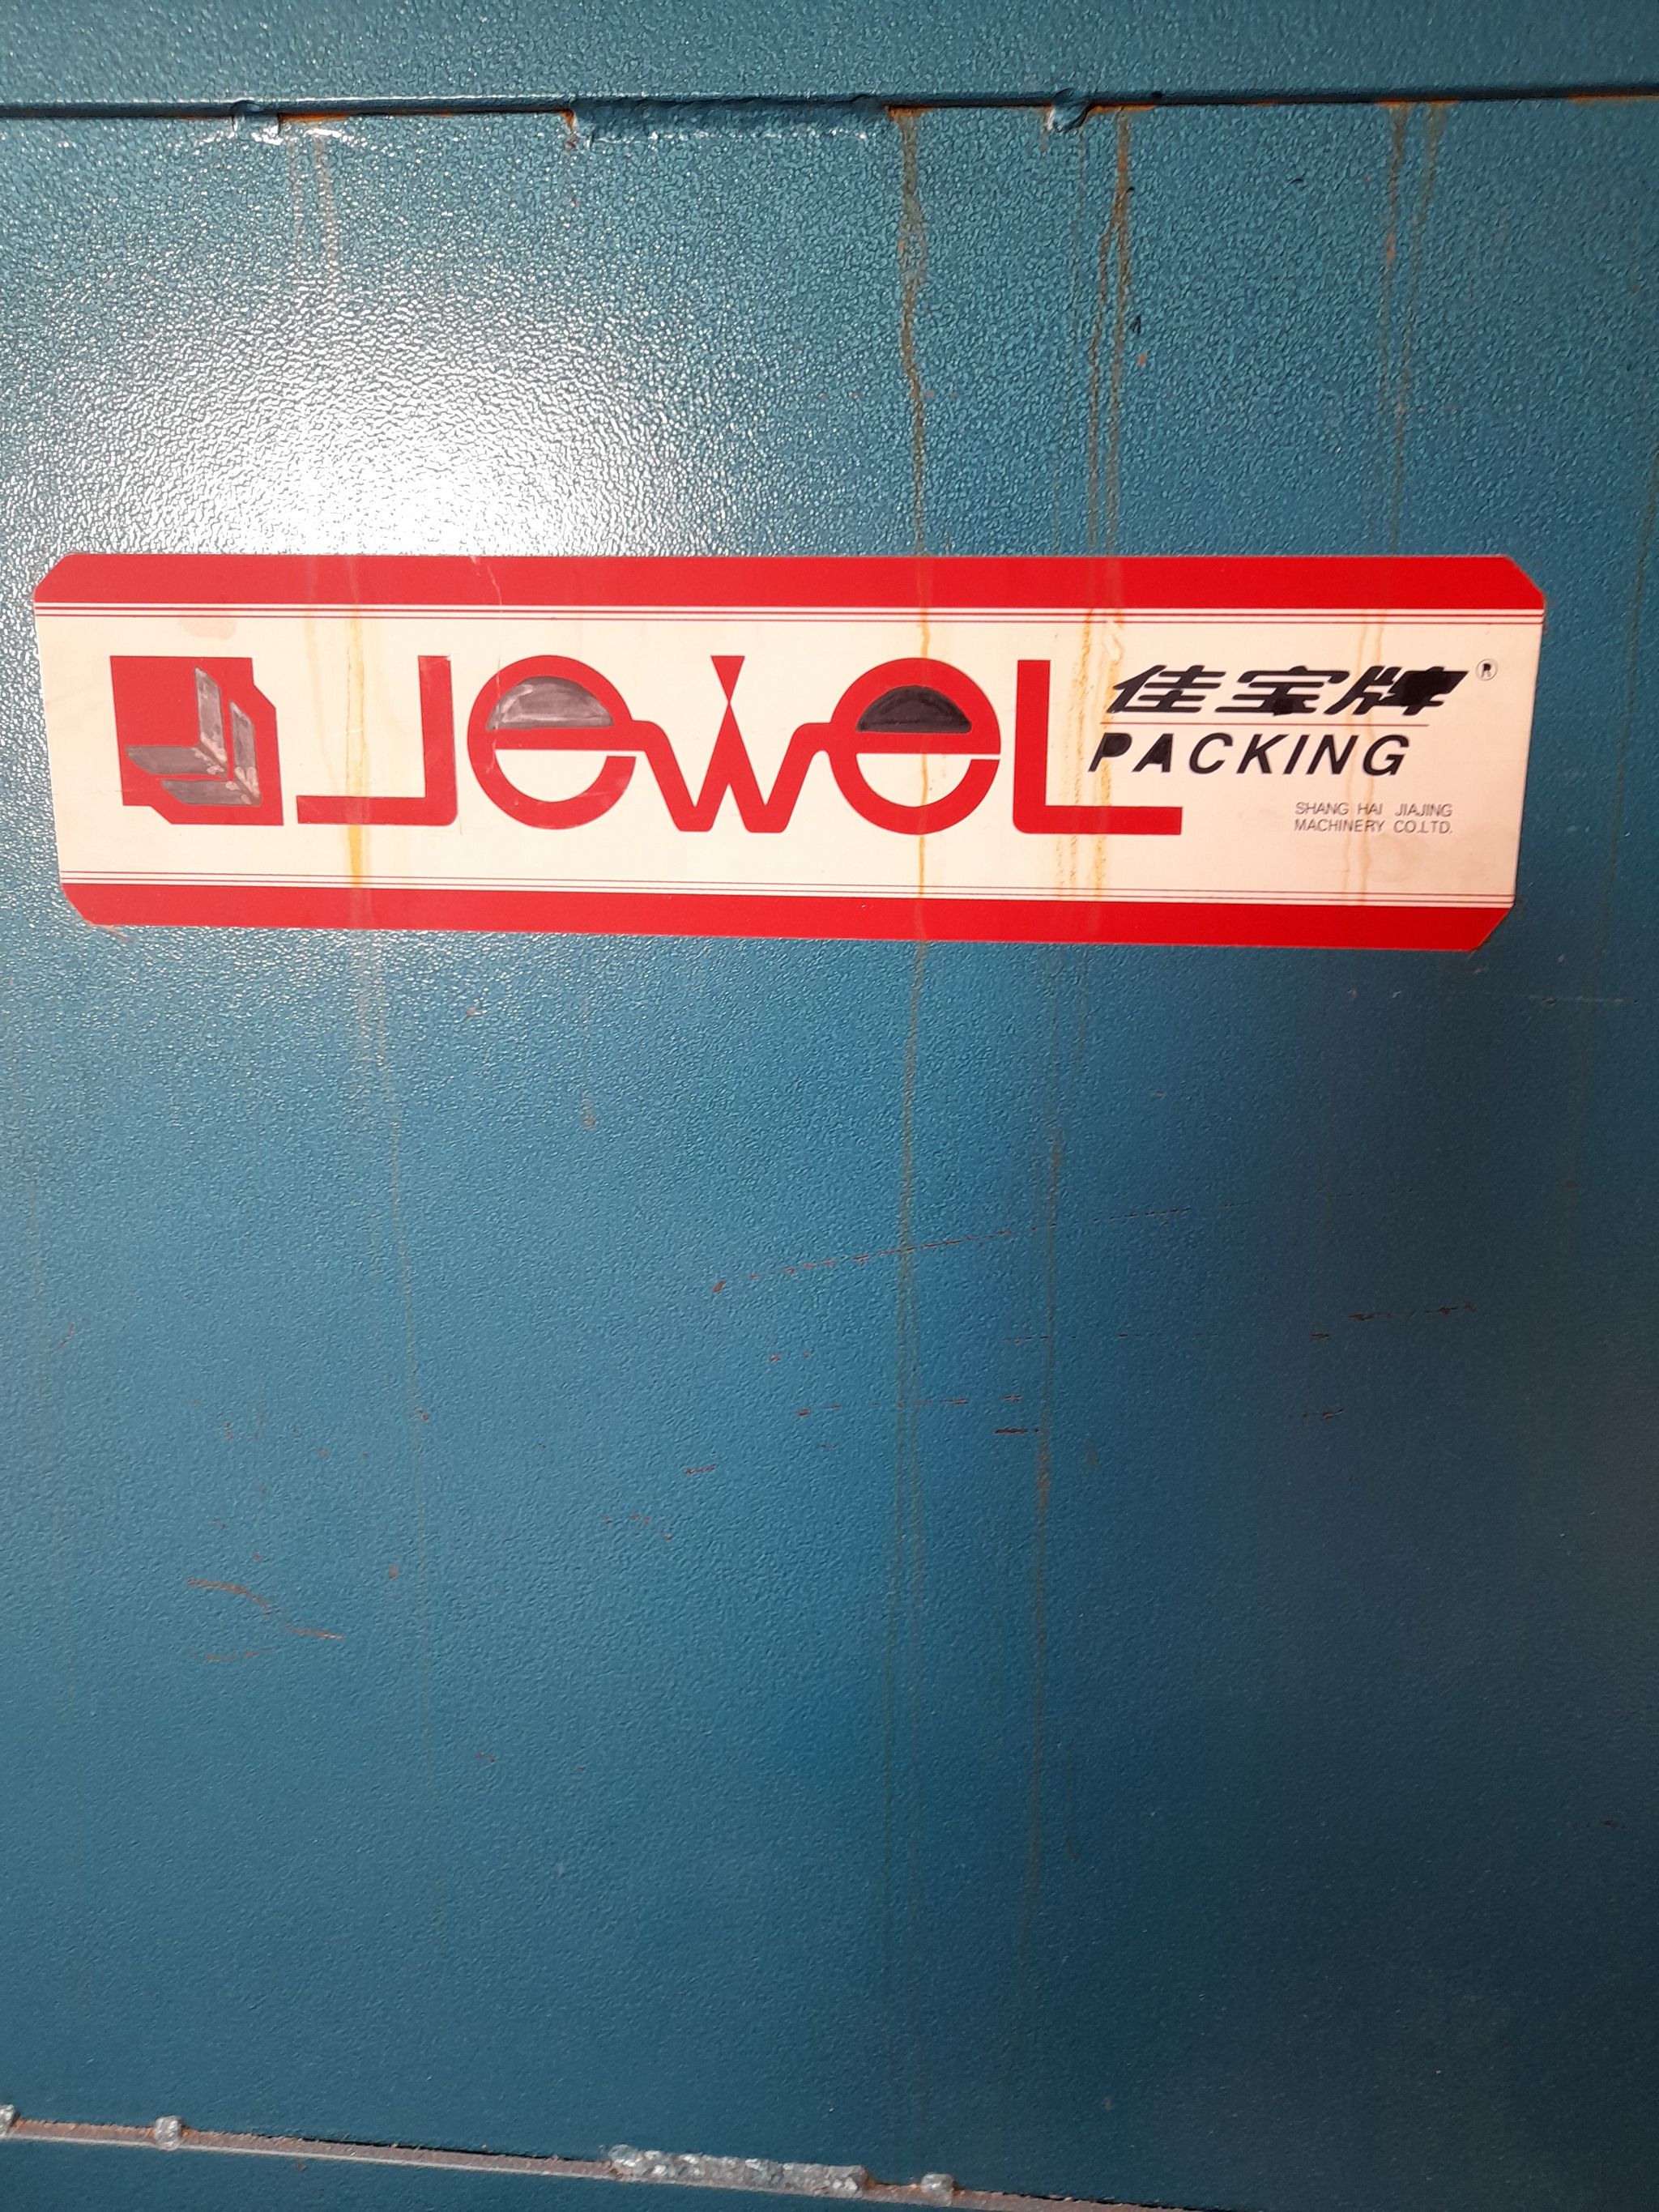 JeweL
佳宝牌 ®
PACKING
SHANG HAI JIAJING
MACHINERY CO.LTD.